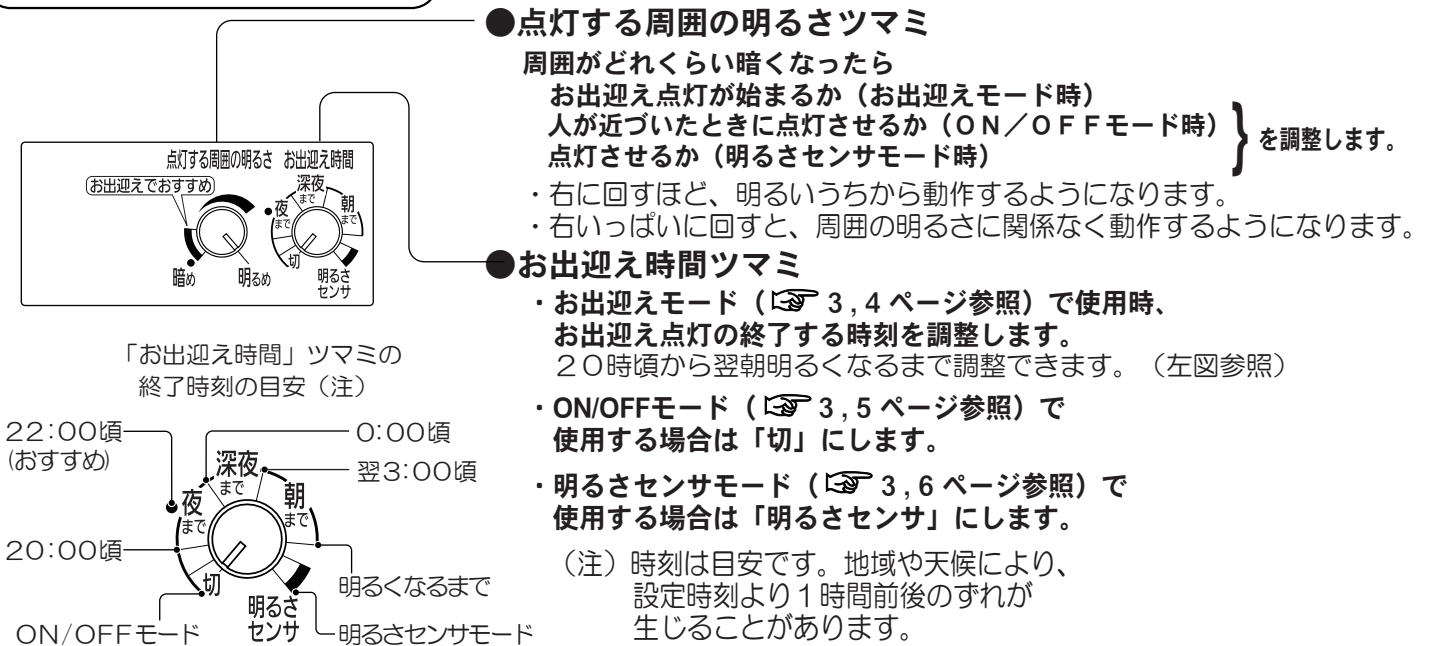 ●点灯する周囲の明るさツマミ
周囲がどれくらい暗くなったら
お出迎え点灯が始まるか（お出迎えモード時）
人が近づいたときに点灯させるか（ＯＮ／ＯＦＦモード時）
点灯させるか（明るさセンサモード時）
} を調整します。
・右に回すほど、明るいうちから動作するようになります。
・右いっぱいに回すと、周囲の明るさに関係なく動作するようになります。
点灯する周囲の明るさ お出迎え時間
お出迎えでおすすめ
暗め
明るめ
深夜
まで
夜
まで
朝
まで
切
明るさ
センサ
●お出迎え時間ツマミ
・お出迎えモード（☞ 3 , 4 ページ参照）で使用時、
お出迎え点灯の終了する時刻を調整します。
２０時頃から翌朝明るくなるまで調整できます。（左図参照）
・ON/OFFモード（☞ 3 , 5 ページ参照）で
使用する場合は「切」にします。
・明るさセンサモード（☞ 3 , 6 ページ参照）で
使用する場合は「明るさセンサ」にします。
（注）時刻は目安です。地域や天候により、
設定時刻より１時間前後のずれが
生じることがあります。
「お出迎え時間」ツマミの
終了時刻の目安（注）
22:00頃
(おすすめ)
0:00頃
翌3:00頃
深夜
まで
夜
まで
朝
まで
20:00頃
切
明るさ
センサ
明るくなるまで
ON/OFFモード
明るさセンサモード